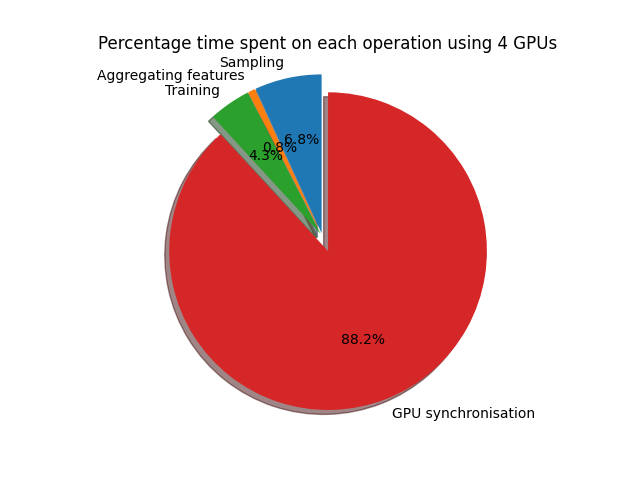 Percentage time spent on each operation using 4 GPUs
Sampling
Aggregating features
Training
6.8%
0.8%
4.3%
88.2%
GPU synchronisation